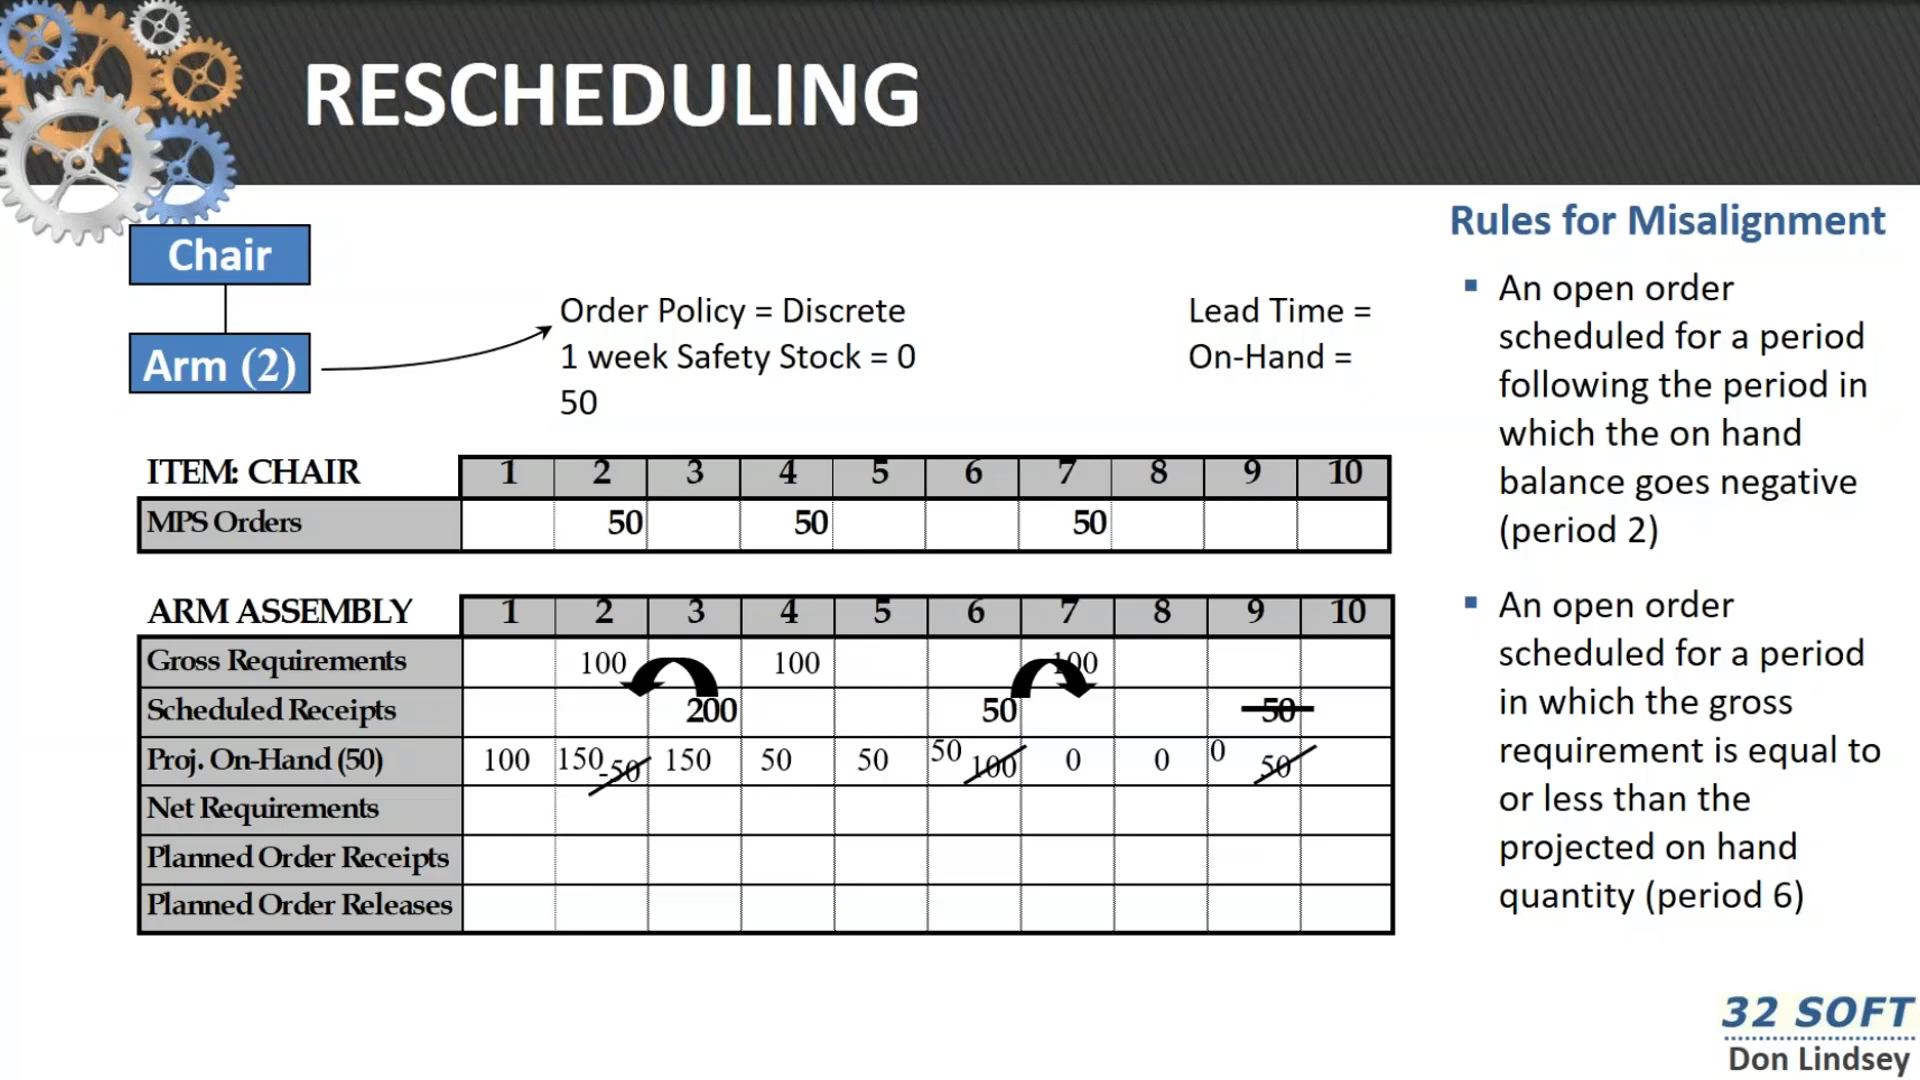 RESCHEDULING
Chair
Arm (2)
Order Policy = Discrete
1 week Safety Stock = 0
50
Lead Time =
On-Hand =
ITEM: CHAIR 1 2 3 4 5 6 7 8 9 10
MPS Orders 50 50 50
ARM ASSEMBLY 1 2 3 4 5 6 7 8 9 10
Gross Requirements 100 100 100
Scheduled Receipts 200 50 50
Proj. On-Hand (50) 100 150 -50 150 50 50 50 100 0 0 0 50
Net Requirements
Planned Order Receipts
Planned Order Releases
Rules for Misalignment
▪ An open order
scheduled for a period
following the period in
which the on hand
balance goes negative
(period 2)
▪ An open order
scheduled for a period
in which the gross
requirement is equal to
or less than the
projected on hand
quantity (period 6)
32 SOFT
Don Lindsey